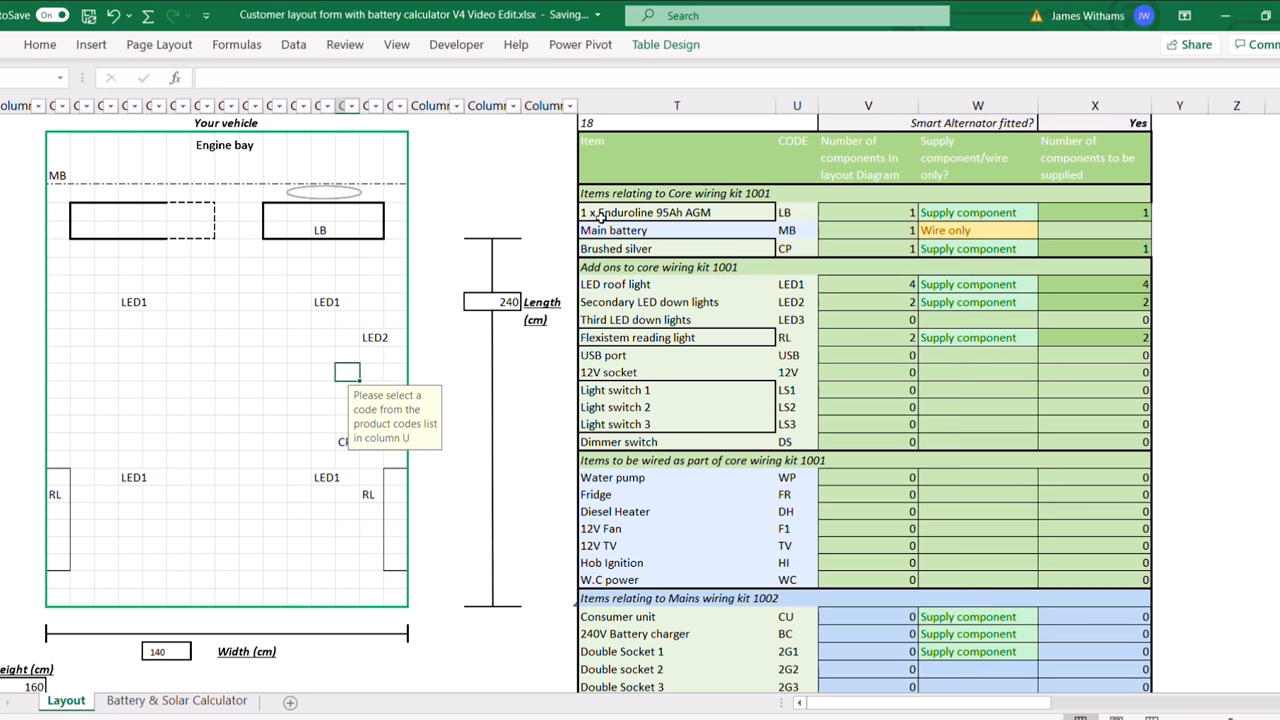 AutoSave On Customer layout form with battery calculator V4 Video Edit.xlsx - Saving... Search James Withams JW
Home Insert Page Layout Formulas Data Review View Developer Help Power Pivot Table Design Share Comm
fx
olumn C C C C C C C C C C C C C C Column Column Column T U V W X Y Z
Your vehicle
Engine bay
MB
LB
LED1 LED1
240 Length
(cm)
LED2
Please select a
code from the
product codes list
in column U
LED1 LED1
RL RL
140 Width (cm)
eight (cm)
160
18 Smart Alternator fitted? Yes
Item CODE Number of components In layout Diagram Supply component/wire only? Number of components to be supplied
Items relating to Core wiring kit 1001
1 x Enduroline 95Ah AGM LB 1 Supply component 1
Main battery MB 1 Wire only
Brushed silver CP 1 Supply component 1
Add ons to core wiring kit 1001
LED roof light LED1 4 Supply component 4
Secondary LED down lights LED2 2 Supply component 2
Third LED down lights LED3 0 0
Flexistem reading light RL 2 Supply component 2
USB port USB 0 0
12V socket 12V 0 0
Light switch 1 LS1 0 0
Light switch 2 LS2 0 0
Light switch 3 LS3 0 0
Dimmer switch DS 0 0
Items to be wired as part of core wiring kit 1001
Water pump WP 0 0
Fridge FR 0 0
Diesel Heater DH 0 0
12V Fan F1 0 0
12V TV TV 0 0
Hob Ignition HI 0 0
W.C power WC 0 0
Items relating to Mains wiring kit 1002
Consumer unit CU 0 Supply component 0
240V Battery charger BC 0 Supply component 0
Double Socket 1 2G1 0 Supply component 0
Double socket 2 2G2 0 0
Double Socket 3 2G3 0 0
Layout Battery & Solar Calculator